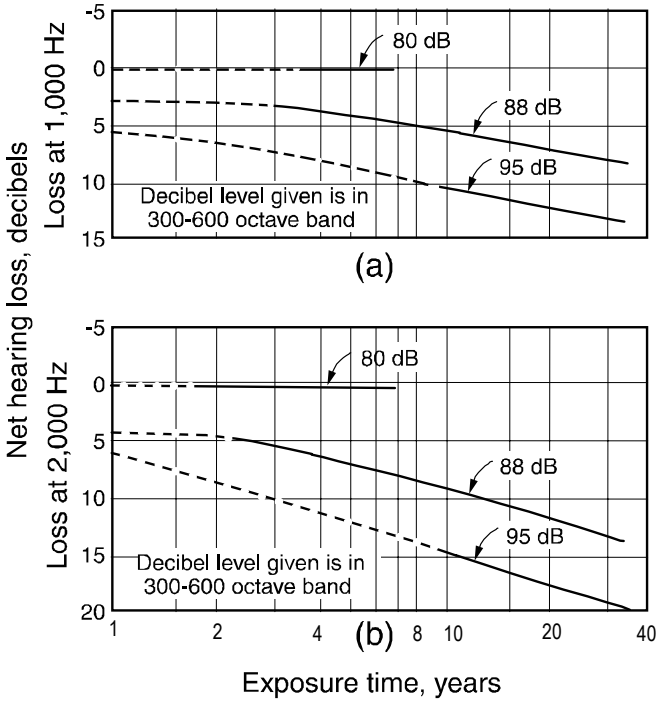 Net hearing loss, decibels
Loss at 1,000 Hz
-5
0
5
10
15
80 dB
88 dB
95 dB
Decibel level given is in
300-600 octave band
(a)
Loss at 2,000 Hz
-5
0
5
10
15
20
80 dB
88 dB
95 dB
Decibel level given is in
300-600 octave band
1 2 4 8 10 20 40
(b)
Exposure time, years